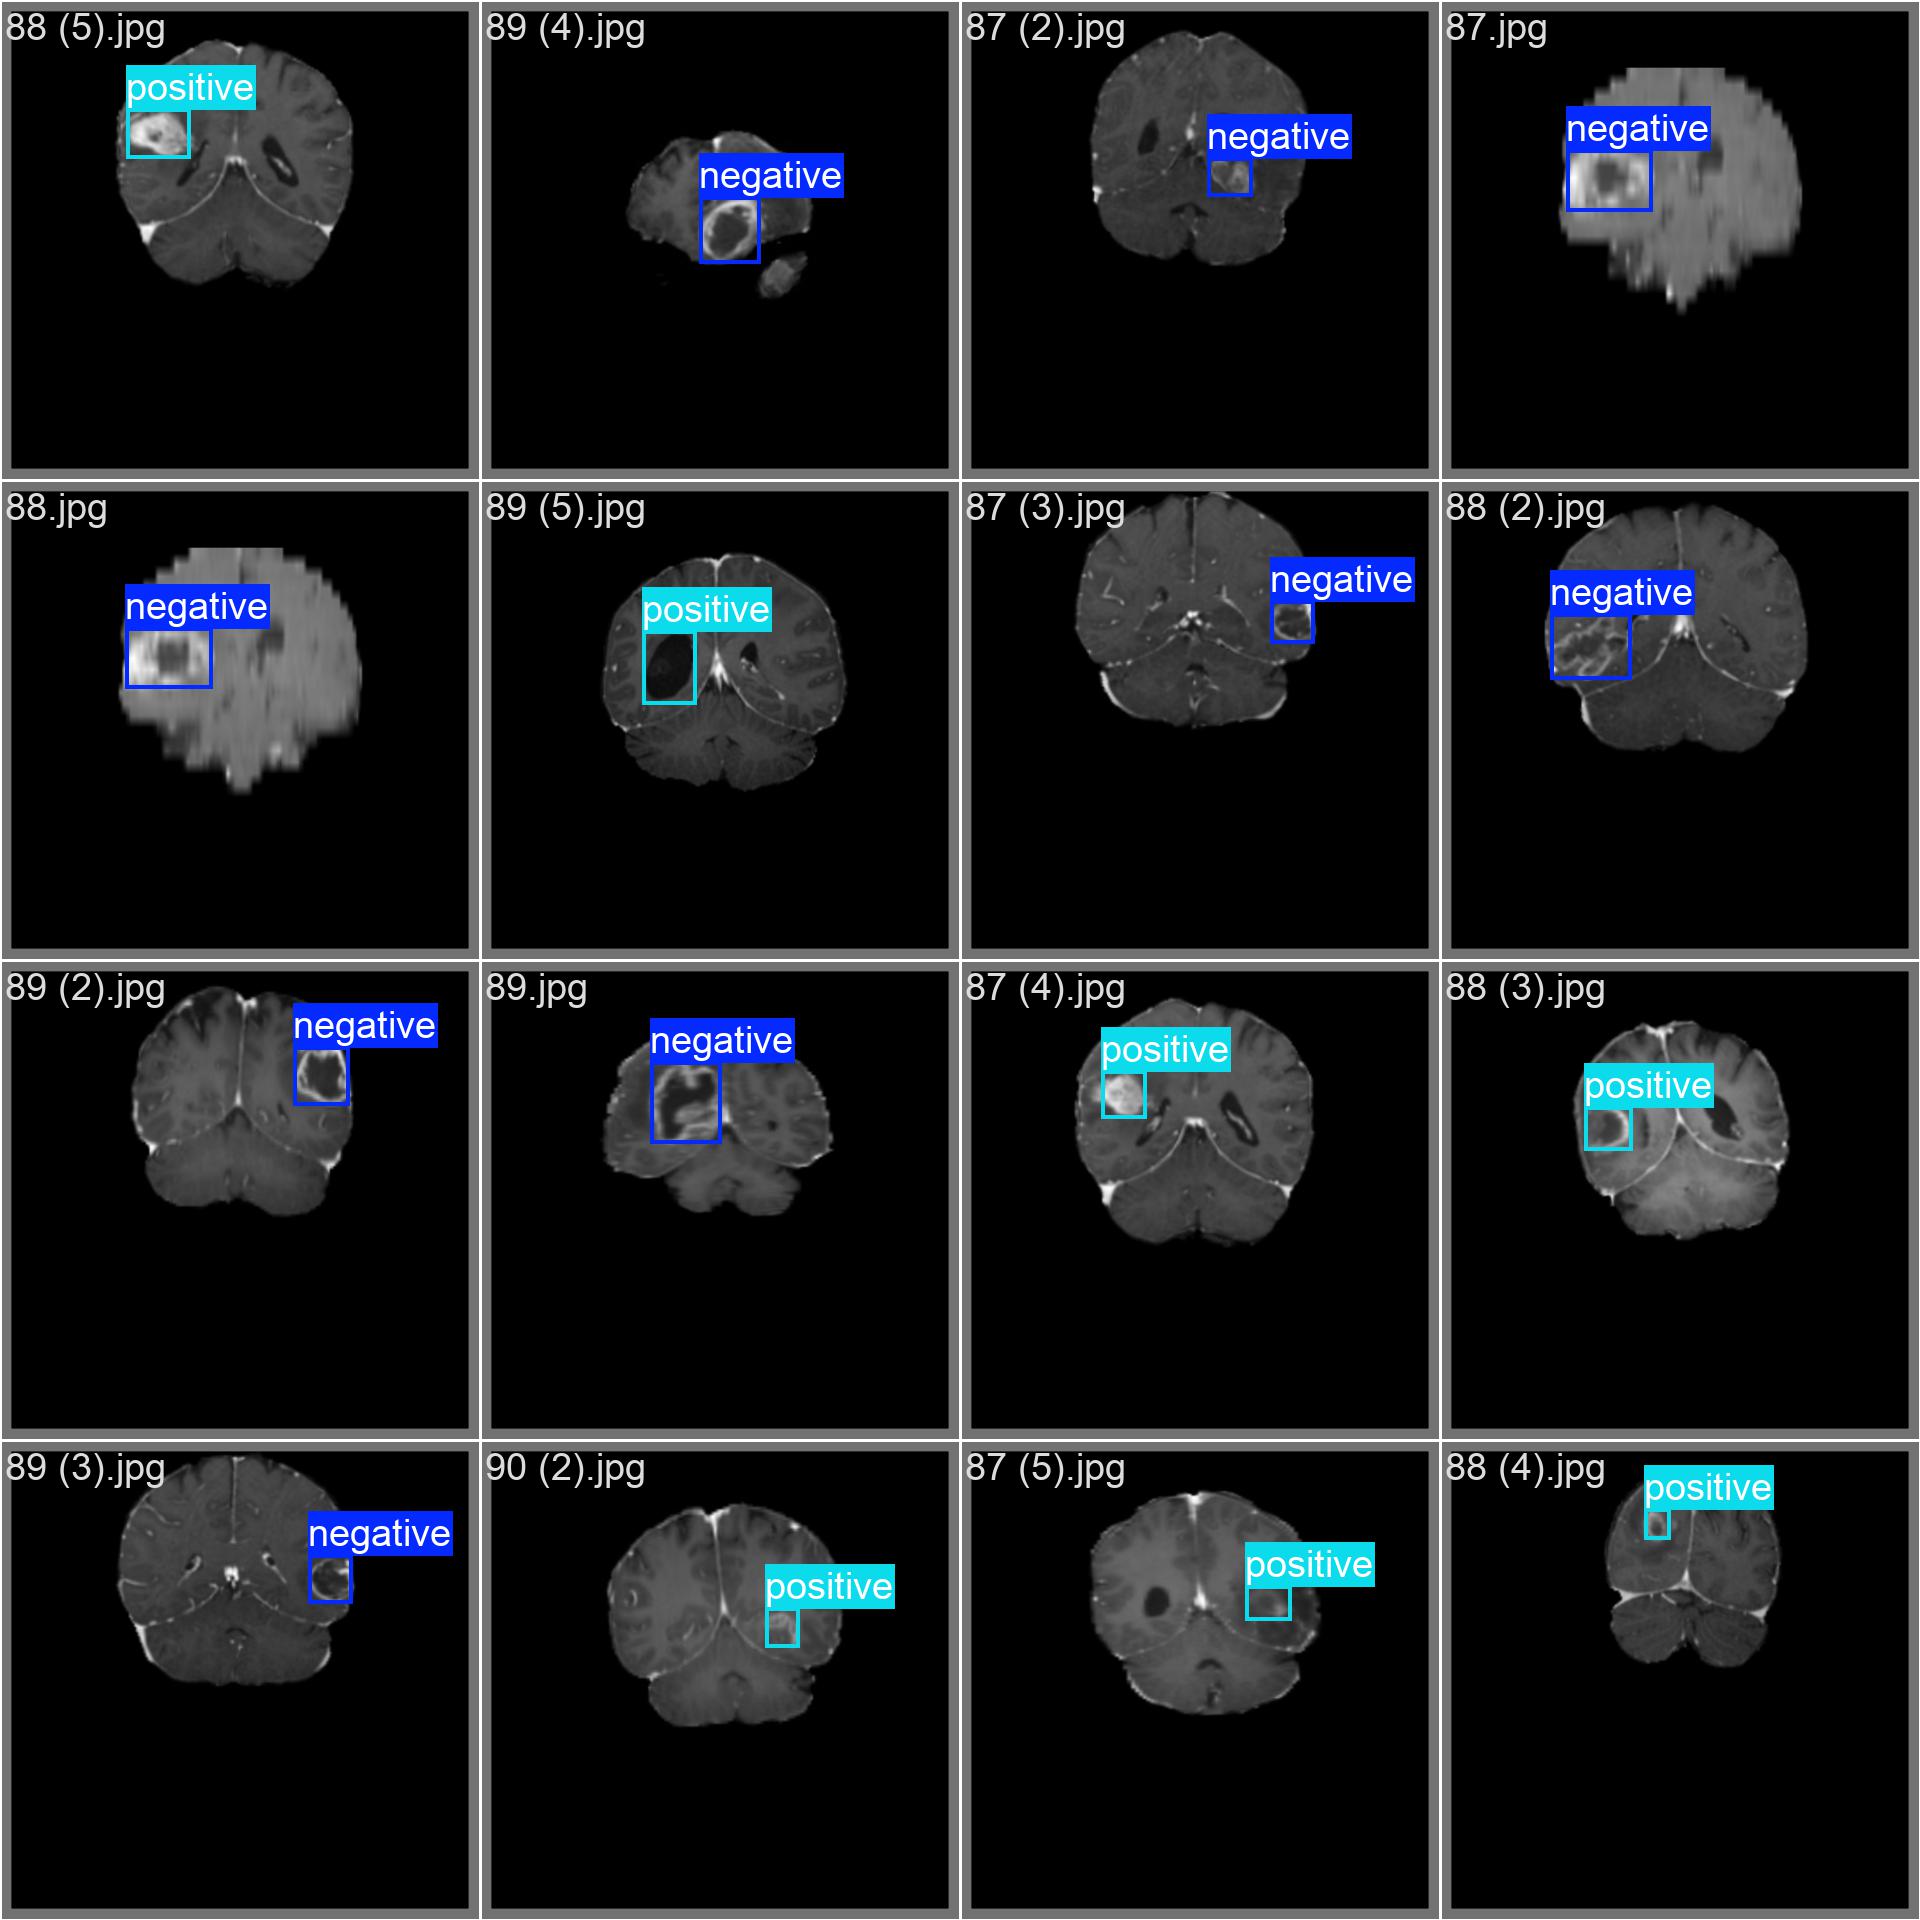 88 (5).jpg
positive
89 (4).jpg
negative
87 (2).jpg
negative
87.jpg
negative
88.jpg
negative
89 (5).jpg
positive
87 (3).jpg
negative
88 (2).jpg
negative
89 (2).jpg
negative
89.jpg
negative
87 (4).jpg
positive
88 (3).jpg
positive
89 (3).jpg
negative
90 (2).jpg
positive
87 (5).jpg
positive
88 (4).jpg
positive